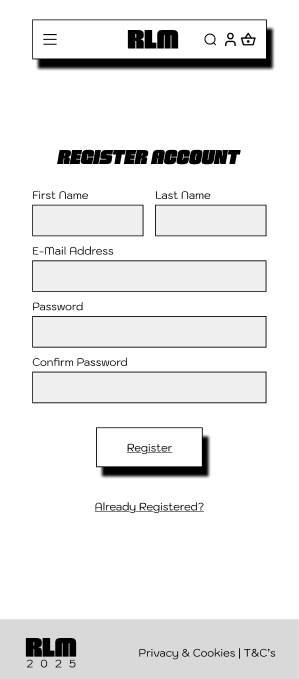 RLM
REGISTER ACCOUNT
First Name Last Name
E-Mail Address
Password
Confirm Password
Register
Already Registered?
RLM
2025
Privacy & Cookies | T&C's